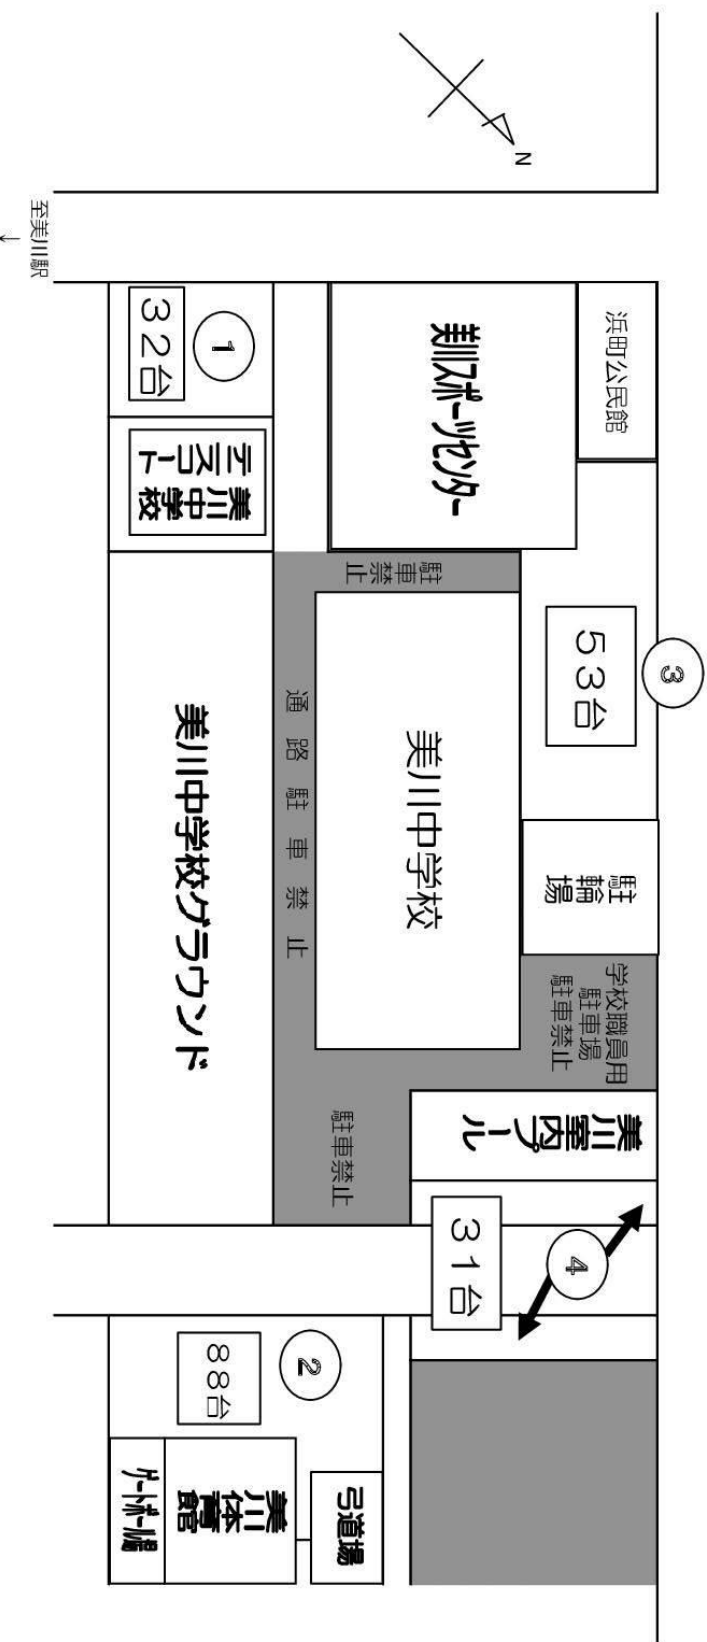 N
至美川駅
↓
浜町公民館
美川スポーツセンター
①
32台
美川中学校
テニスコート
駐車禁止
③
53台
美川中学校
通路駐車禁止
美川中学校グラウンド
駐輪場
学校職員用
駐車場
駐車禁止
駐車禁止
美川室内プール
④
31台
②
88台
弓道場
美川体育館
ゲートボール場